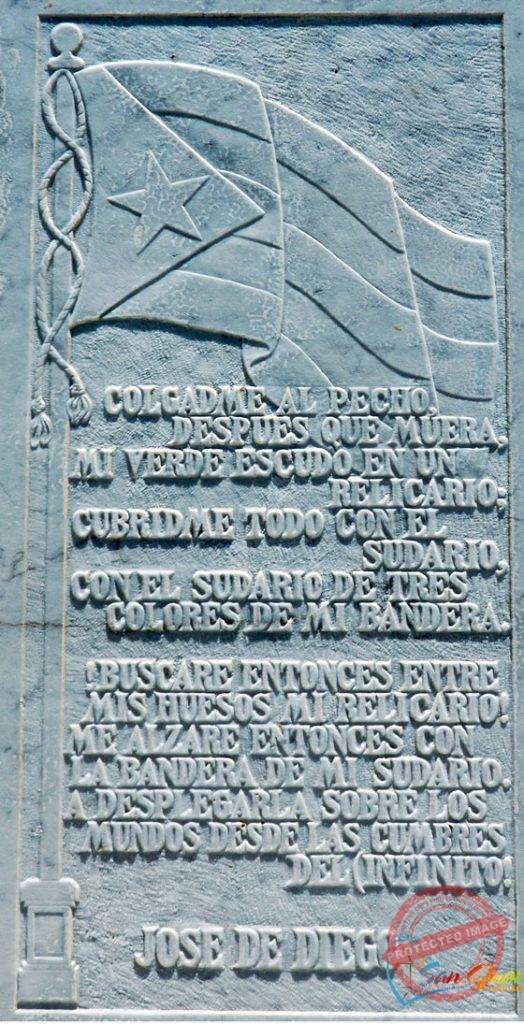 COLGADME AL PECHO,
DESPUES QUE MUERA,
MI VERDE ESCUDO EN UN
RELICARIO;
CUBRIDME TODO CON EL
SUDARIO,
CON EL SUDARIO DE TRES
COLORES DE MI BANDERA.
¡BUSCARE ENTONCES ENTRE
MIS HUESOS MI RELICARIO!
ME ALZARE ENTONCES CON
LA BANDERA DE MI SUDARIO.
A DESPLEGARLA SOBRE LOS
MUNDOS DESDE LAS CUMBRES
DEL INFINITO!
JOSE DE DIEGO
PROTECTED IMAGE
San Juan